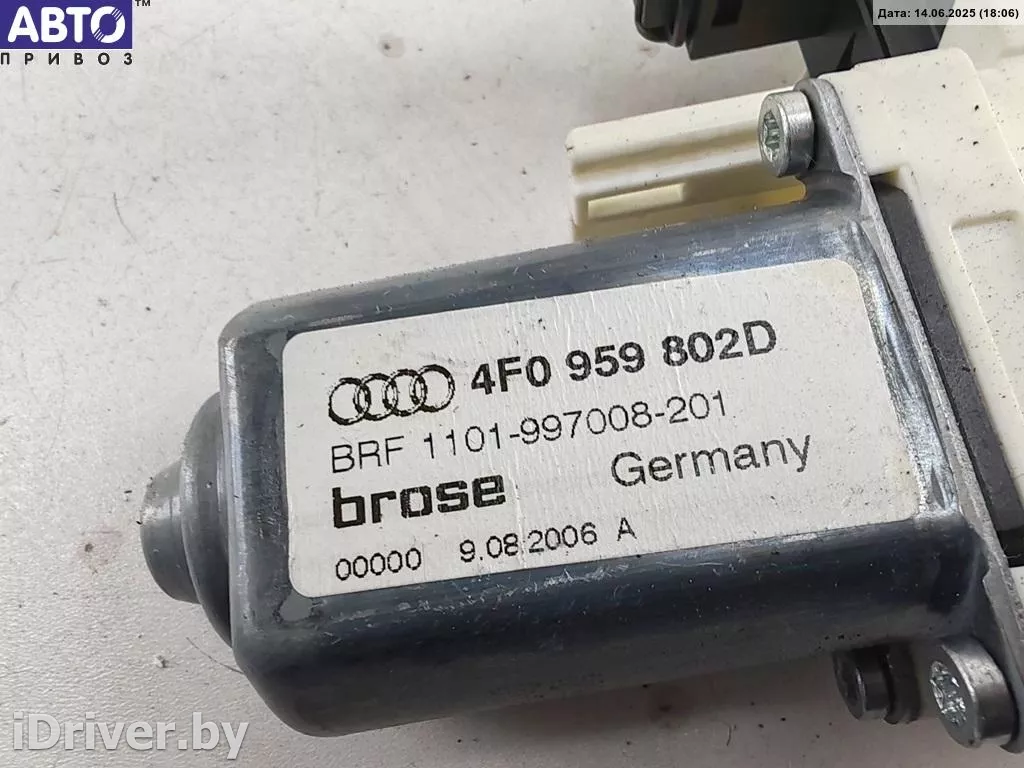 АВТО™
ПРИВОЗ
Дата: 14.06.2025 (18:06)
4F0 959 802D
BRF 1101-997008-201
brose Germany
00000 9.08.2006 A
iDriver.by